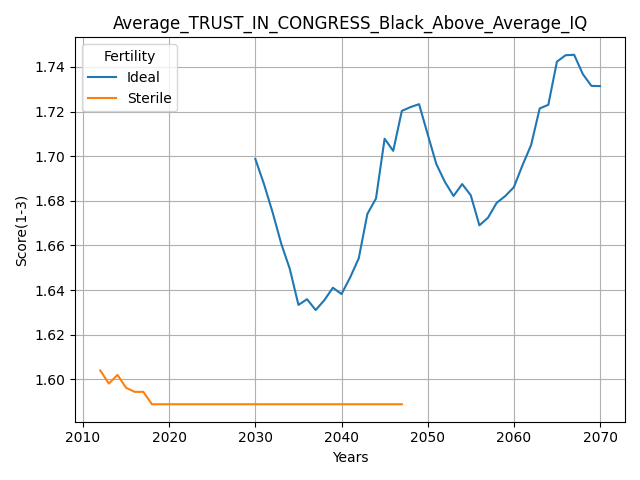 Average_TRUST_IN_CONGRESS_Black_Above_Average_IQ
Fertility
Ideal
Sterile
Score(1-3)
1.74
1.72
1.70
1.68
1.66
1.64
1.62
1.60
2010 2020 2030 2040 2050 2060 2070
Years